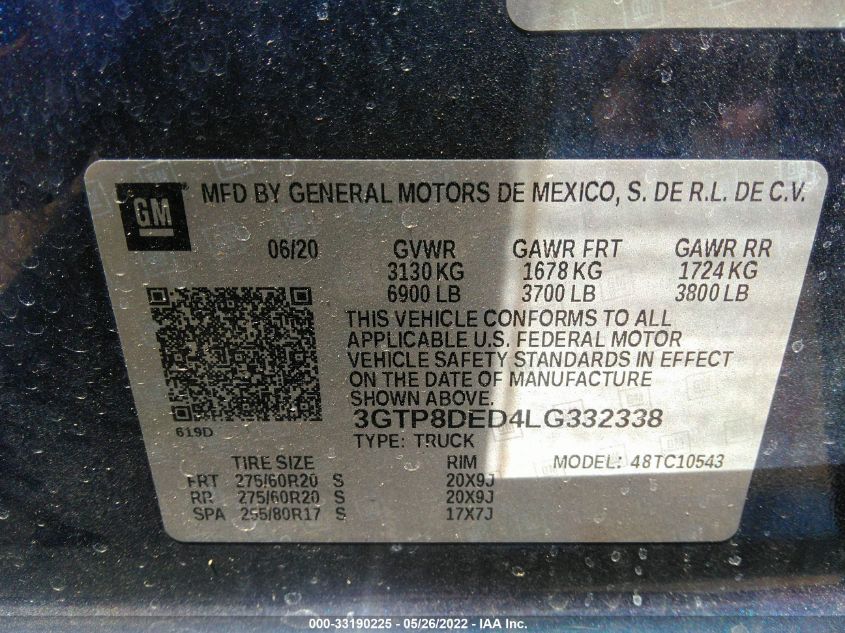 GM
MFD BY GENERAL MOTORS DE MEXICO, S. DE R.L. DE C.V.
06/20 GVWR GAWR FRT GAWR RR
3130 KG 1678 KG 1724 KG
6900 LB 3700 LB 3800 LB
THIS VEHICLE CONFORMS TO ALL
APPLICABLE U.S. FEDERAL MOTOR
VEHICLE SAFETY STANDARDS IN EFFECT
ON THE DATE OF MANUFACTURE
SHOWN ABOVE.
3GTP8DED4LG332338
619D
TYPE: TRUCK
TIRE SIZE RIM MODEL: 48TC10543
FRT 275/60R20 S 20X9J
RR 275/60R20 S 20X9J
SPA 255/80R17 S 17X7J
000-33190225 - 05/26/2022 - IAA Inc.